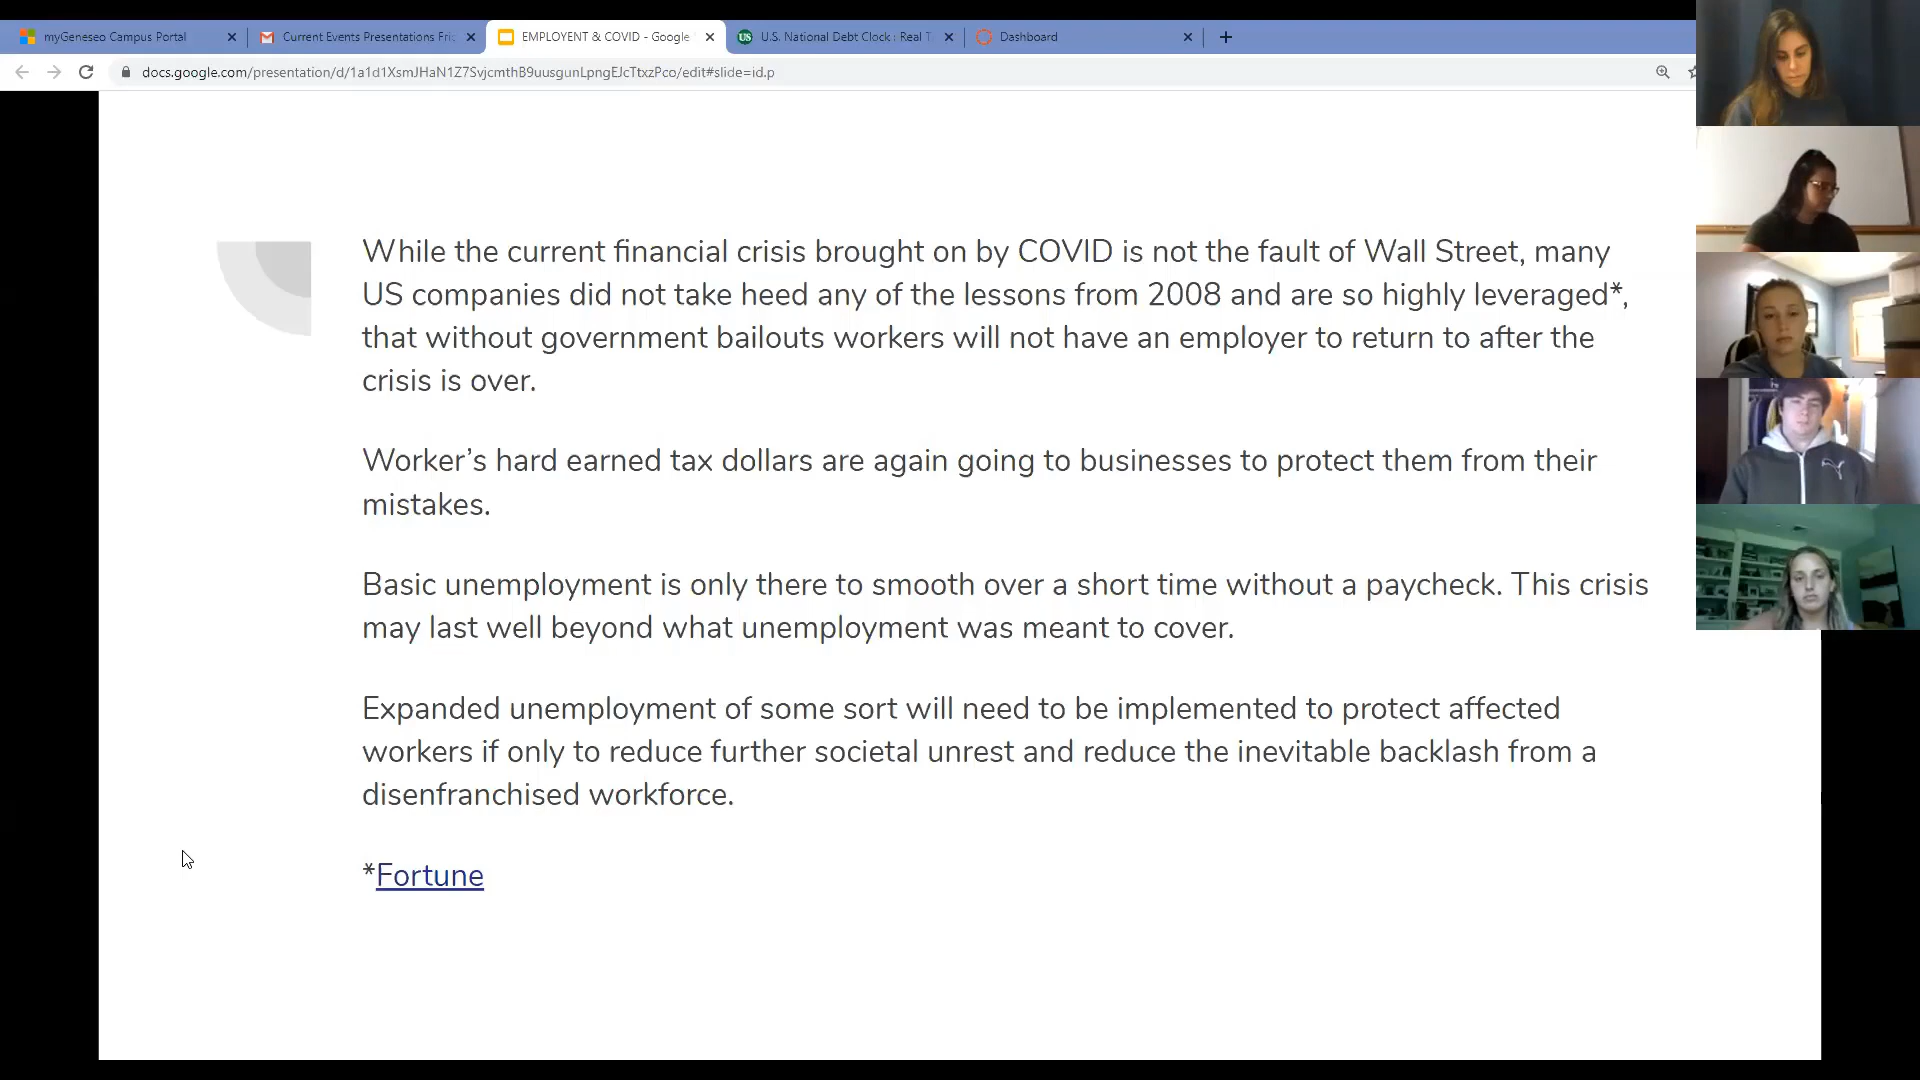 myGeneseo Campus Portal
Current Events Presentations Fri
EMPLOYENT & COVID - Google
US
U.S. National Debt Clock : Real T
Dashboard
docs.google.com/presentation/d/1a1d1XsmJHaN1Z7SvjcmthB9uusgunLpngEJcTtxzPco/edit#slide=id.p
While the current financial crisis brought on by COVID is not the fault of Wall Street, many
US companies did not take heed any of the lessons from 2008 and are so highly leveraged*,
that without government bailouts workers will not have an employer to return to after the
crisis is over.
Worker’s hard earned tax dollars are again going to businesses to protect them from their
mistakes.
Basic unemployment is only there to smooth over a short time without a paycheck. This crisis
may last well beyond what unemployment was meant to cover.
Expanded unemployment of some sort will need to be implemented to protect affected
workers if only to reduce further societal unrest and reduce the inevitable backlash from a
disenfranchised workforce.
*Fortune